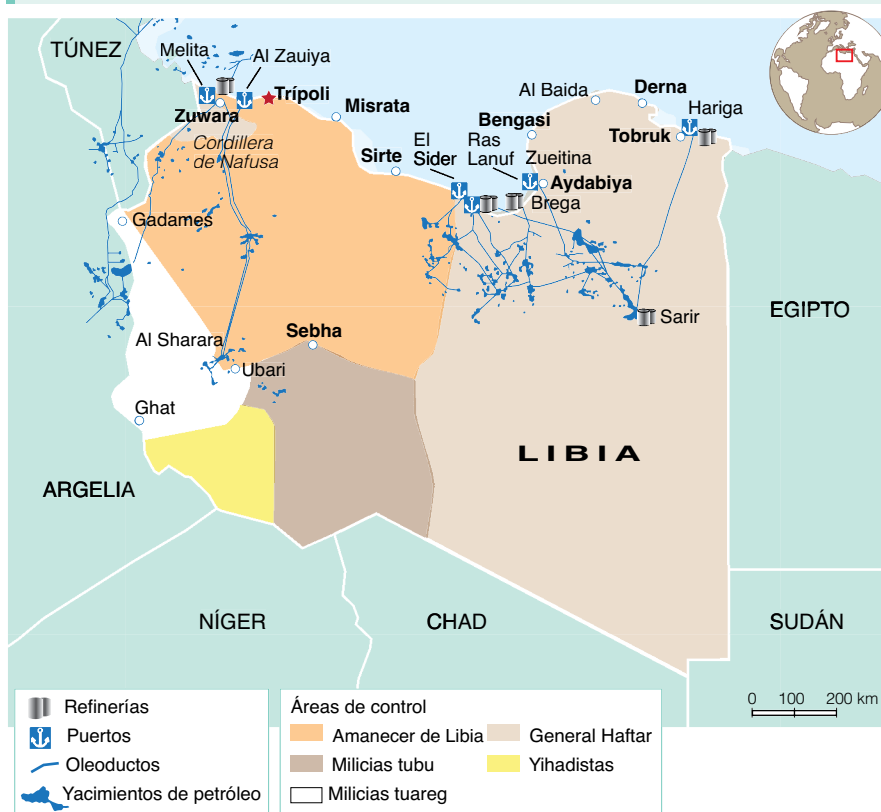 TÚNEZ
Melita
Al Zauiya
Trípoli
Zuwara
Misrata
Cordillera
de Nafusa
Sirte
El
Sider
Ras
Lanuf
Bengasi
Zueitina
Al Baida
Derna
Hariga
Tobruk
Aydabiya
Brega
Gadames
Sarir
EGIPTO
Al Sharara
Sebha
Ubari
Ghat
LIBIA
ARGELIA
NÍGER
CHAD
SUDÁN
0 100 200 km
Refinerías
Puertos
Oleoductos
Yacimientos de petróleo
Áreas de control
Amanecer de Libia
General Haftar
Milicias tubu
Yihadistas
Milicias tuareg